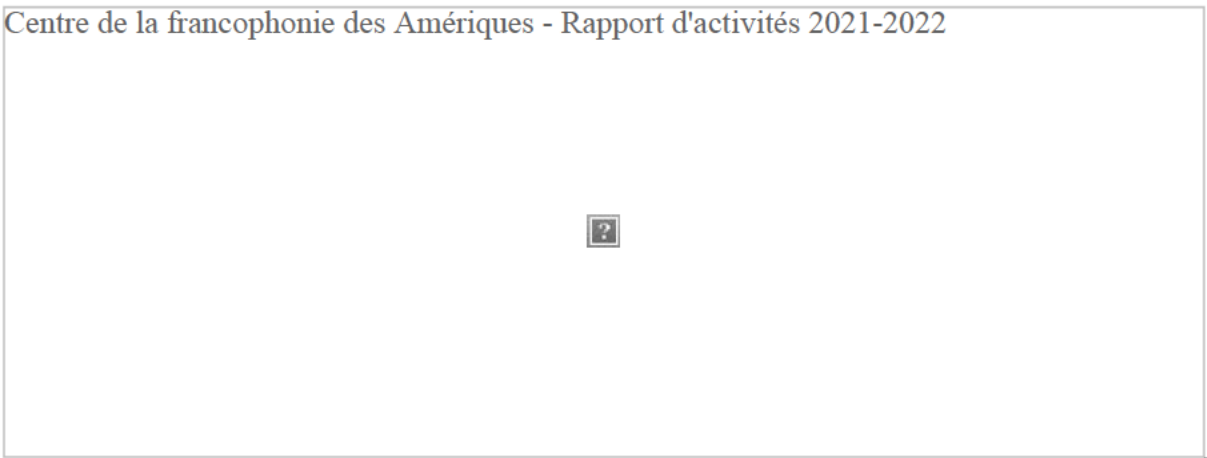 Centre de la francophonie des Amériques - Rapport d'activités 2021-2022
?